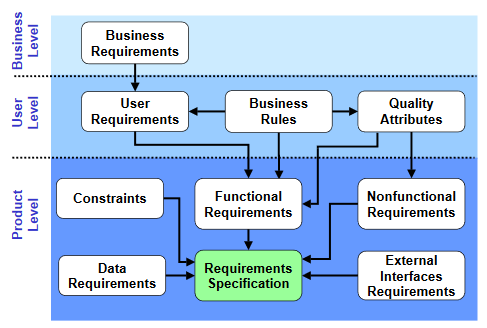 Business
Level
Business
Requirements
User
Level
User
Requirements
Business
Rules
Quality
Attributes
Product
Level
Constraints
Functional
Requirements
Nonfunctional
Requirements
Data
Requirements
Requirements
Specification
External
Interfaces
Requirements